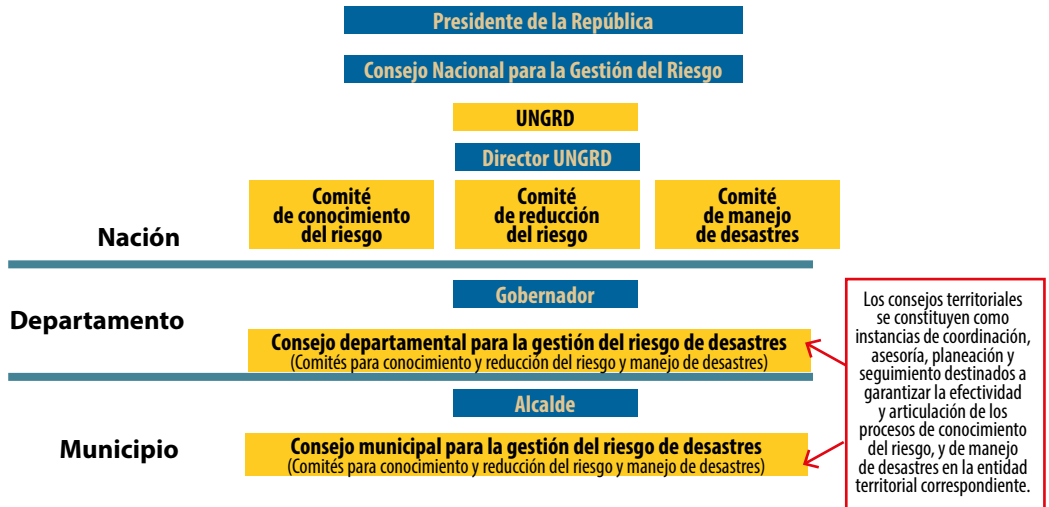 Presidente de la República
Consejo Nacional para la Gestión del Riesgo
UNGRD
Director UNGRD
Comité
de conocimiento
del riesgo
Comité
de reducción
del riesgo
Comité
de manejo
de desastres
Nación
Gobernador
Departamento
Consejo departamental para la gestión del riesgo de desastres
(Comités para conocimiento y reducción del riesgo y manejo de desastres)
Alcalde
Municipio
Consejo municipal para la gestión del riesgo de desastres
(Comités para conocimiento y reducción del riesgo y manejo de desastres)
Los consejos territoriales
se constituyen como
instancias de coordinación,
asesoría, planeación y
seguimiento destinados a
garantizar la efectividad
y articulación de los
procesos de conocimiento
del riesgo, y de manejo
de desastres en la entidad
territorial correspondiente.